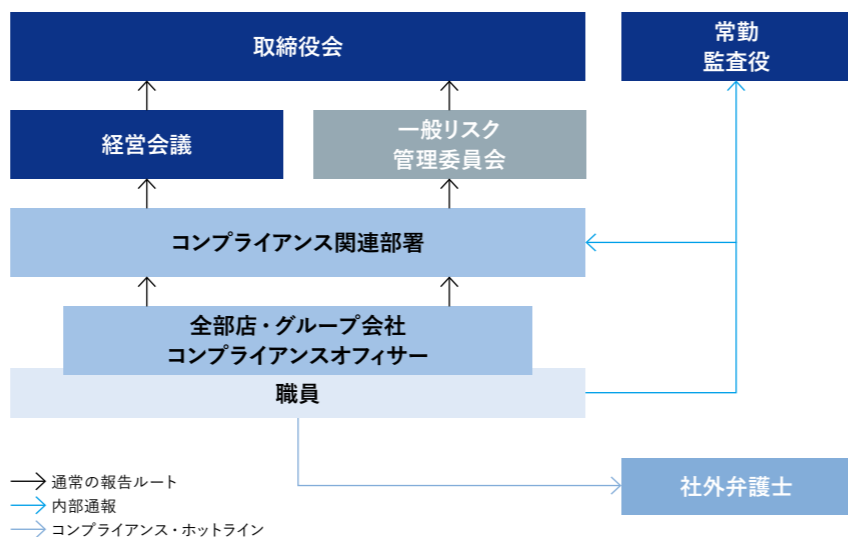 取締役会
常勤
監査役
経営会議
一般リスク
管理委員会
コンプライアンス関連部署
全部店・グループ会社
コンプライアンスオフィサー
職員
社外弁護士
通常の報告ルート
内部通報
コンプライアンス・ホットライン